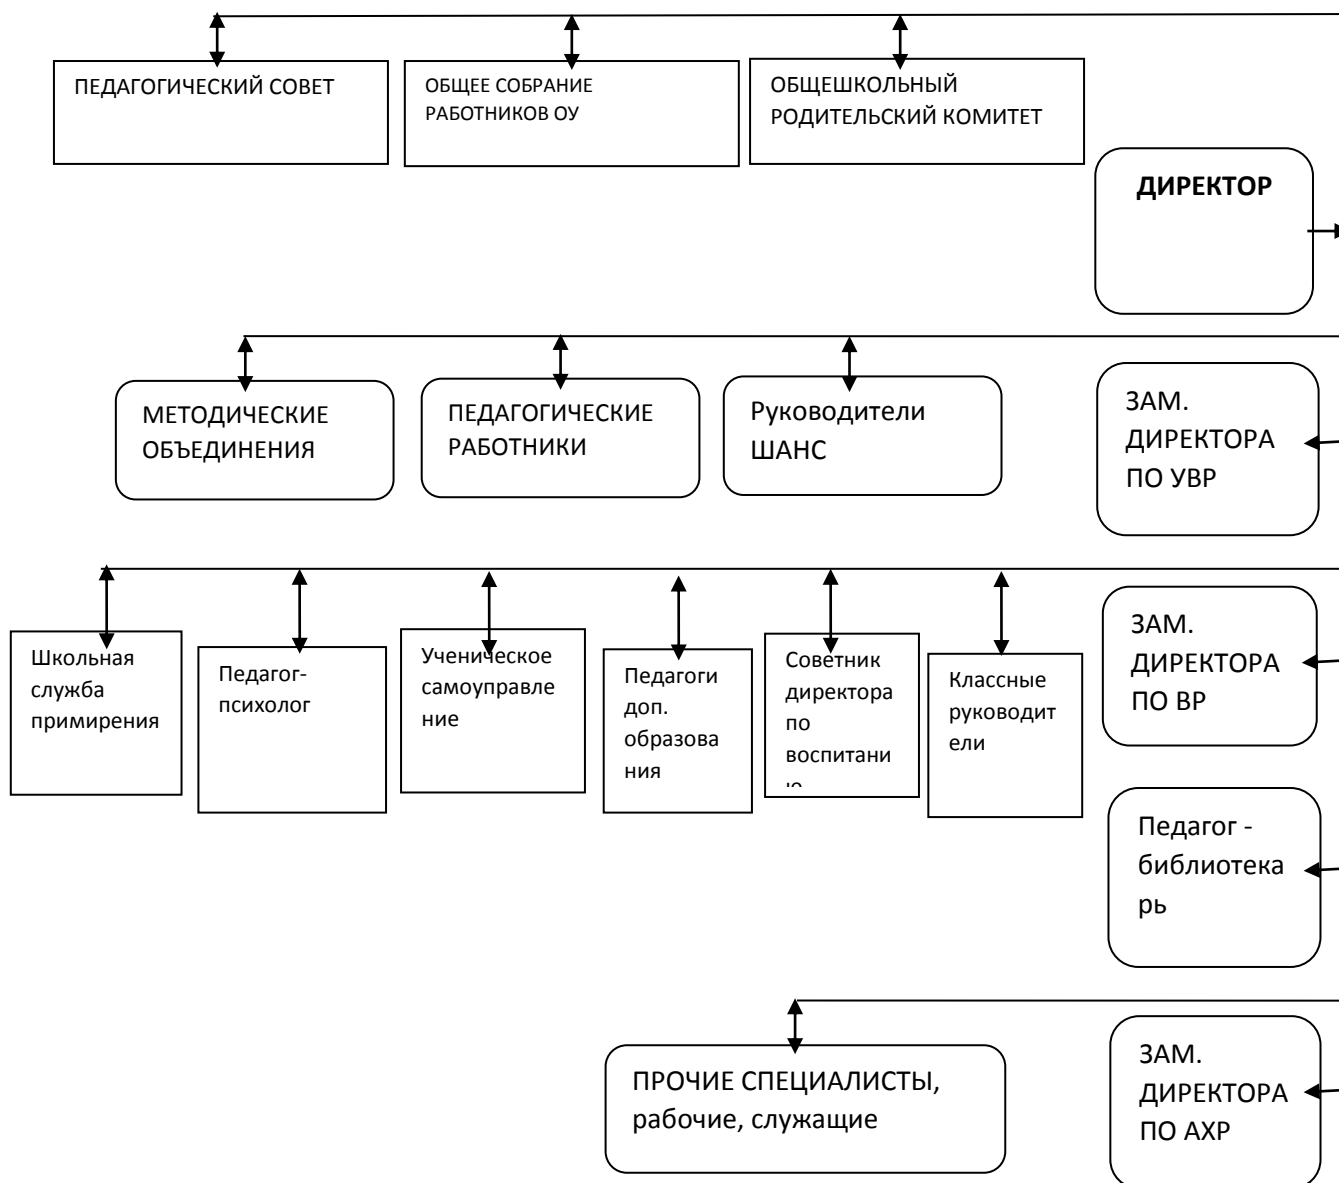 ПЕДАГОГИЧЕСКИЙ СОВЕТ
ОБЩЕЕ СОБРАНИЕ
РАБОТНИКОВ ОУ
ОБЩЕШКОЛЬНЫЙ
РОДИТЕЛЬСКИЙ КОМИТЕТ
ДИРЕКТОР
МЕТОДИЧЕСКИЕ
ОБЪЕДИНЕНИЯ
ПЕДАГОГИЧЕСКИЕ
РАБОТНИКИ
Руководители
ШАНС
ЗАМ.
ДИРЕКТОРА
ПО УВР
Школьная
служба
примирения
Педагог-
психолог
Ученическое
самоуправле
ние
Педагоги
доп.
образова
ния
Советник
директора
по
воспитани
ю
Классные
руководит
ели
ЗАМ.
ДИРЕКТОРА
ПО ВР
Педагог -
библиотека
рь
ПРОЧИЕ СПЕЦИАЛИСТЫ,
рабочие, служащие
ЗАМ.
ДИРЕКТОРА
ПО АХР